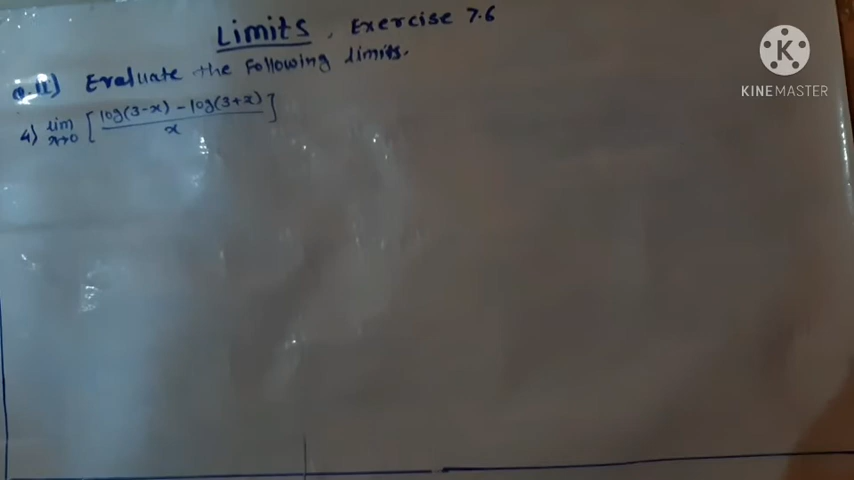 Limits, Exercise 7.6
Q.II) Evaluate the following limits.
4) lim x→0 [ log(3-x) - log(3+x) / x ]
K
KINEMASTER